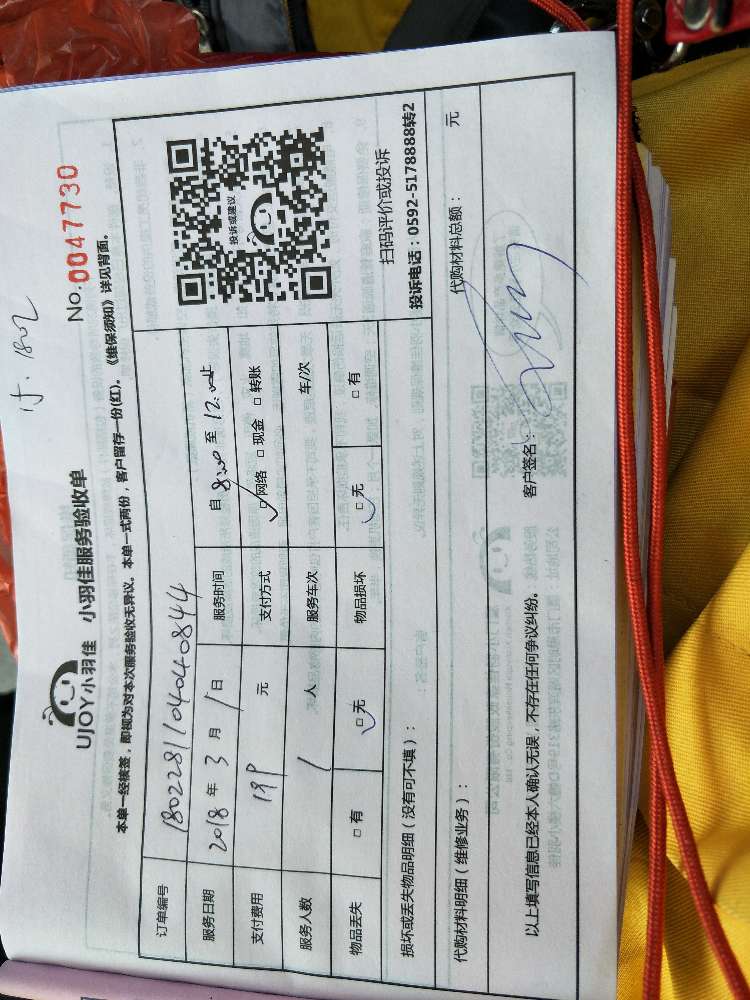 No.0047730
UJOY小羽佳 小羽佳服务验收单
本单一经核签，即视为对本次服务验收无异议。本单一式两份，客户留存一份(红)。《维保须知》详见背面。
订单编号 1802281104040844
服务日期 2018年3月1日 服务时间 自8:00至12:00止
支付费用 元 支付方式 □网络 □现金 □转账
服务人数 1人 服务车次 车/次
物品丢失 □有 □无 物品损坏 □无 □有
投诉或建议
扫码评价或投诉
投诉电话：0592-5178888转2
损坏或丢失物品明细（没有可不填）：
代购材料明细（维修业务）： 代购材料总额： 元
以上填写信息已经本人确认无误，不存在任何争议纠纷。 客户签名：